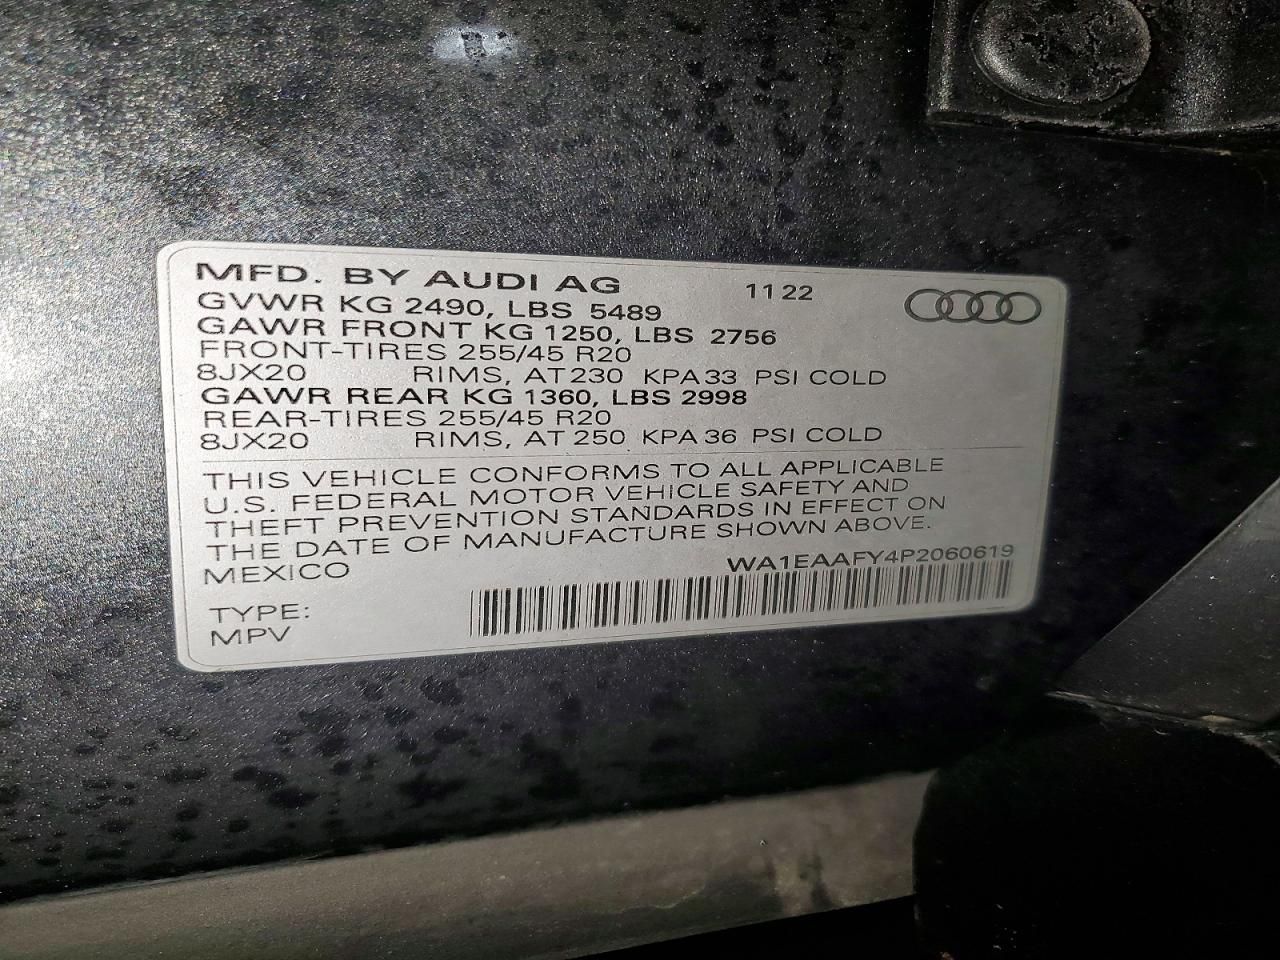 MFD. BY AUDI AG 11 22
GVWR KG 2490, LBS 5489
GAWR FRONT KG 1250, LBS 2756
FRONT-TIRES 255/45 R20
8JX20 RIMS, AT 230 KPA 33 PSI COLD
GAWR REAR KG 1360, LBS 2998
REAR-TIRES 255/45 R20
8JX20 RIMS, AT 250 KPA 36 PSI COLD
THIS VEHICLE CONFORMS TO ALL APPLICABLE
U.S. FEDERAL MOTOR VEHICLE SAFETY AND
THEFT PREVENTION STANDARDS IN EFFECT ON
THE DATE OF MANUFACTURE SHOWN ABOVE.
MEXICO WA1EAAFY4P2060619
TYPE:
MPV